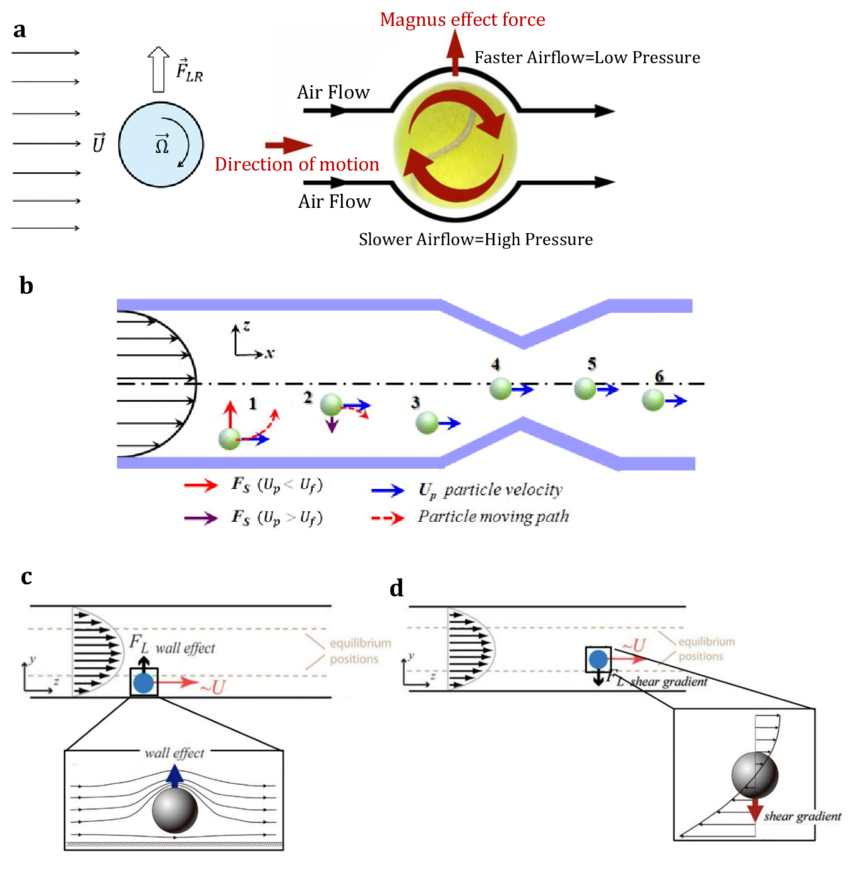 a
Magnus effect force
F⃗_LR
Faster Airflow=Low Pressure
Air Flow
U⃗
Ω⃗
Direction of motion
Air Flow
Slower Airflow=High Pressure
b
z
x
1
2
3
4
5
6
F_S (U_p < U_f)
U_p particle velocity
F_S (U_p > U_f)
Particle moving path
c
F_L wall effect
equilibrium
positions
y
z
~U
wall effect
d
~U
equilibrium
positions
y
z
F_L shear gradient
shear gradient